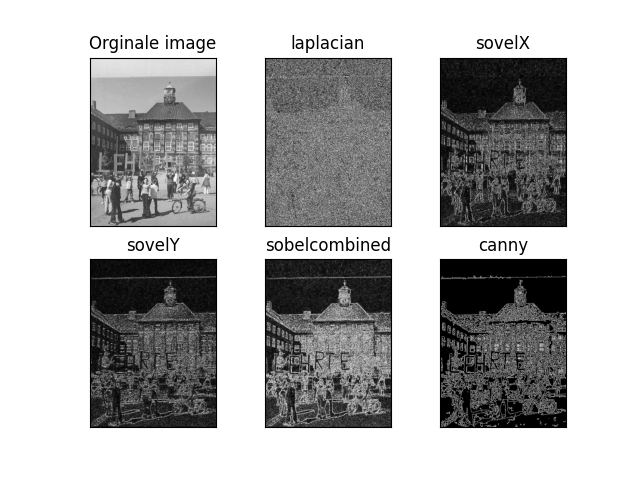 Orginale image
laplacian
sovelX
sovelY
sobelcombined
canny